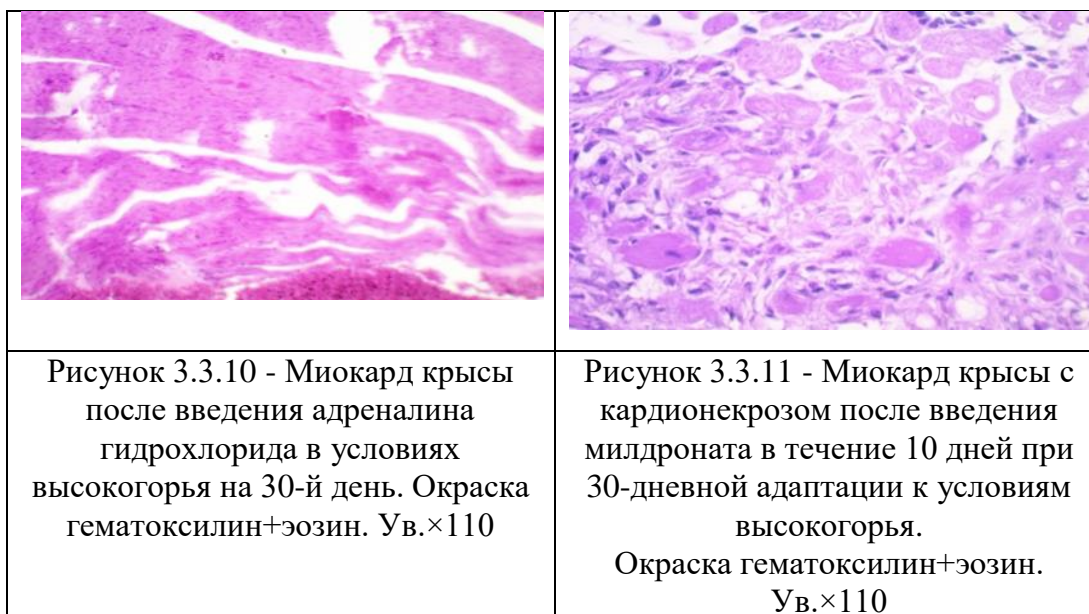 Рисунок 3.3.10 - Миокард крысы
после введения адреналина
гидрохлорида в условиях
высокогорья на 30-й день. Окраска
гематоксилин+эозин. Ув.×110
Рисунок 3.3.11 - Миокард крысы с
кардионекрозом после введения
милдроната в течение 10 дней при
30-дневной адаптации к условиям
высокогорья.
Окраска гематоксилин+эозин.
Ув.×110